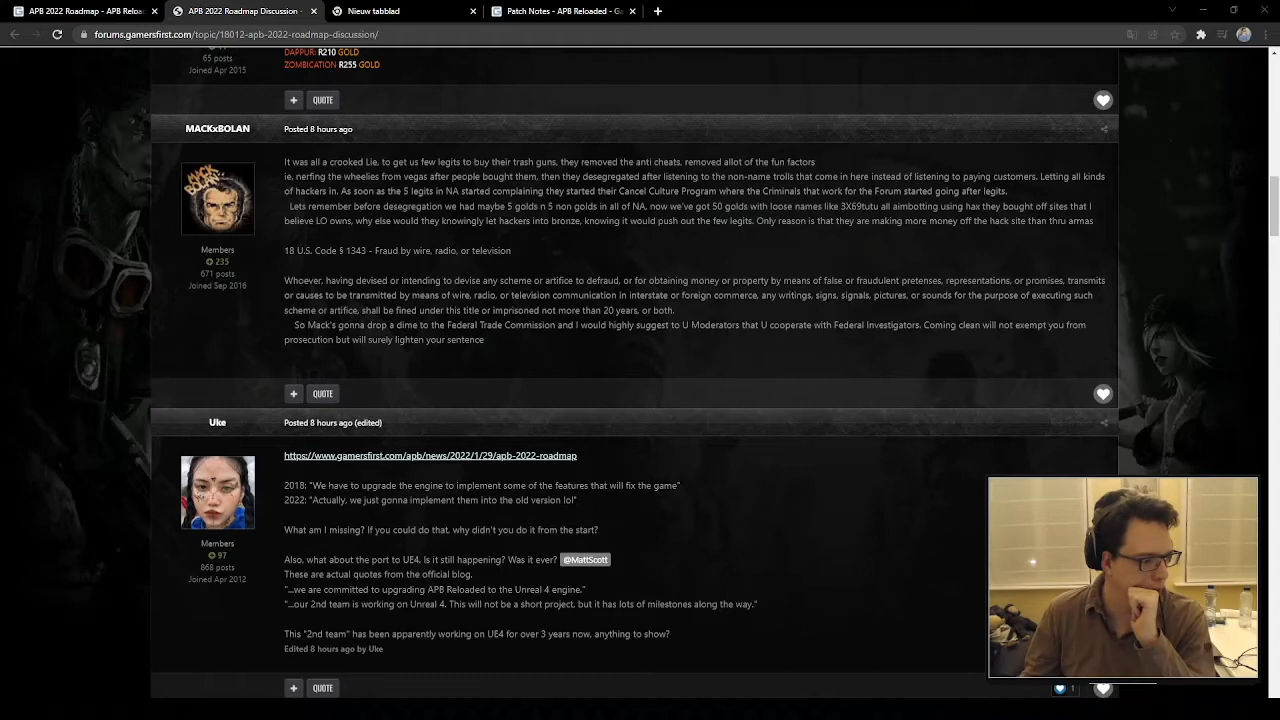 APB 2022 Roadmap - APB Reloa
APB 2022 Roadmap Discussion -
Nieuw tabblad
Patch Notes - APB Reloaded - Ga
forums.gamersfirst.com/topic/18012-apb-2022-roadmap-discussion/
65 posts
Joined Apr 2015
DAPPUR: R210 GOLD
ZOMBICATION R255 GOLD
+ QUOTE
MACKxBOLAN
Posted 8 hours ago
Members
235
671 posts
Joined Sep 2016
It was all a crooked Lie, to get us few legits to buy their trash guns, they removed the anti cheats, removed allot of the fun factors
ie, nerfing the wheelies from vegas after people bought them, then they desegregated after listening to the non-name trolls that come in here instead of listening to paying customers. Letting all kinds
of hackers in. As soon as the 5 legits in NA started complaining they started their Cancel Culture Program where the Criminals that work for the Forum started going after legits.
Lets remember before desegregation we had maybe 5 golds n 5 non golds in all of NA, now we've got 50 golds with loose names like 3X69tutu all aimbotting using hax they bought off sites that I
believe LO owns, why else would they knowingly let hackers into bronze, knowing it would push out the few legits. Only reason is that they are making more money off the hack site than thru armas
18 U.S. Code § 1343 - Fraud by wire, radio, or television
Whoever, having devised or intending to devise any scheme or artifice to defraud, or for obtaining money or property by means of false or fraudulent pretenses, representations, or promises, transmits
or causes to be transmitted by means of wire, radio, or television communication in interstate or foreign commerce, any writings, signs, signals, pictures, or sounds for the purpose of executing such
scheme or artifice, shall be fined under this title or imprisoned not more than 20 years, or both.
So Mack's gonna drop a dime to the Federal Trade Commission and I would highly suggest to U Moderators that U cooperate with Federal Investigators. Coming clean will not exempt you from
prosecution but will surely lighten your sentence
+ QUOTE
Uke
Posted 8 hours ago (edited)
Members
97
868 posts
Joined Apr 2012
https://www.gamersfirst.com/apb/news/2022/1/29/apb-2022-roadmap
2018: "We have to upgrade the engine to implement some of the features that will fix the game"
2022: "Actually, we just gonna implement them into the old version lol"
What am I missing? If you could do that, why didn't you do it from the start?
Also, what about the port to UE4. Is it still happening? Was it ever? @MattScott
These are actual quotes from the official blog.
"...we are committed to upgrading APB Reloaded to the Unreal 4 engine."
"...our 2nd team is working on Unreal 4. This will not be a short project, but it has lots of milestones along the way."
This "2nd team" has been apparently working on UE4 for over 3 years now, anything to show?
Edited 8 hours ago by Uke
+ QUOTE
1